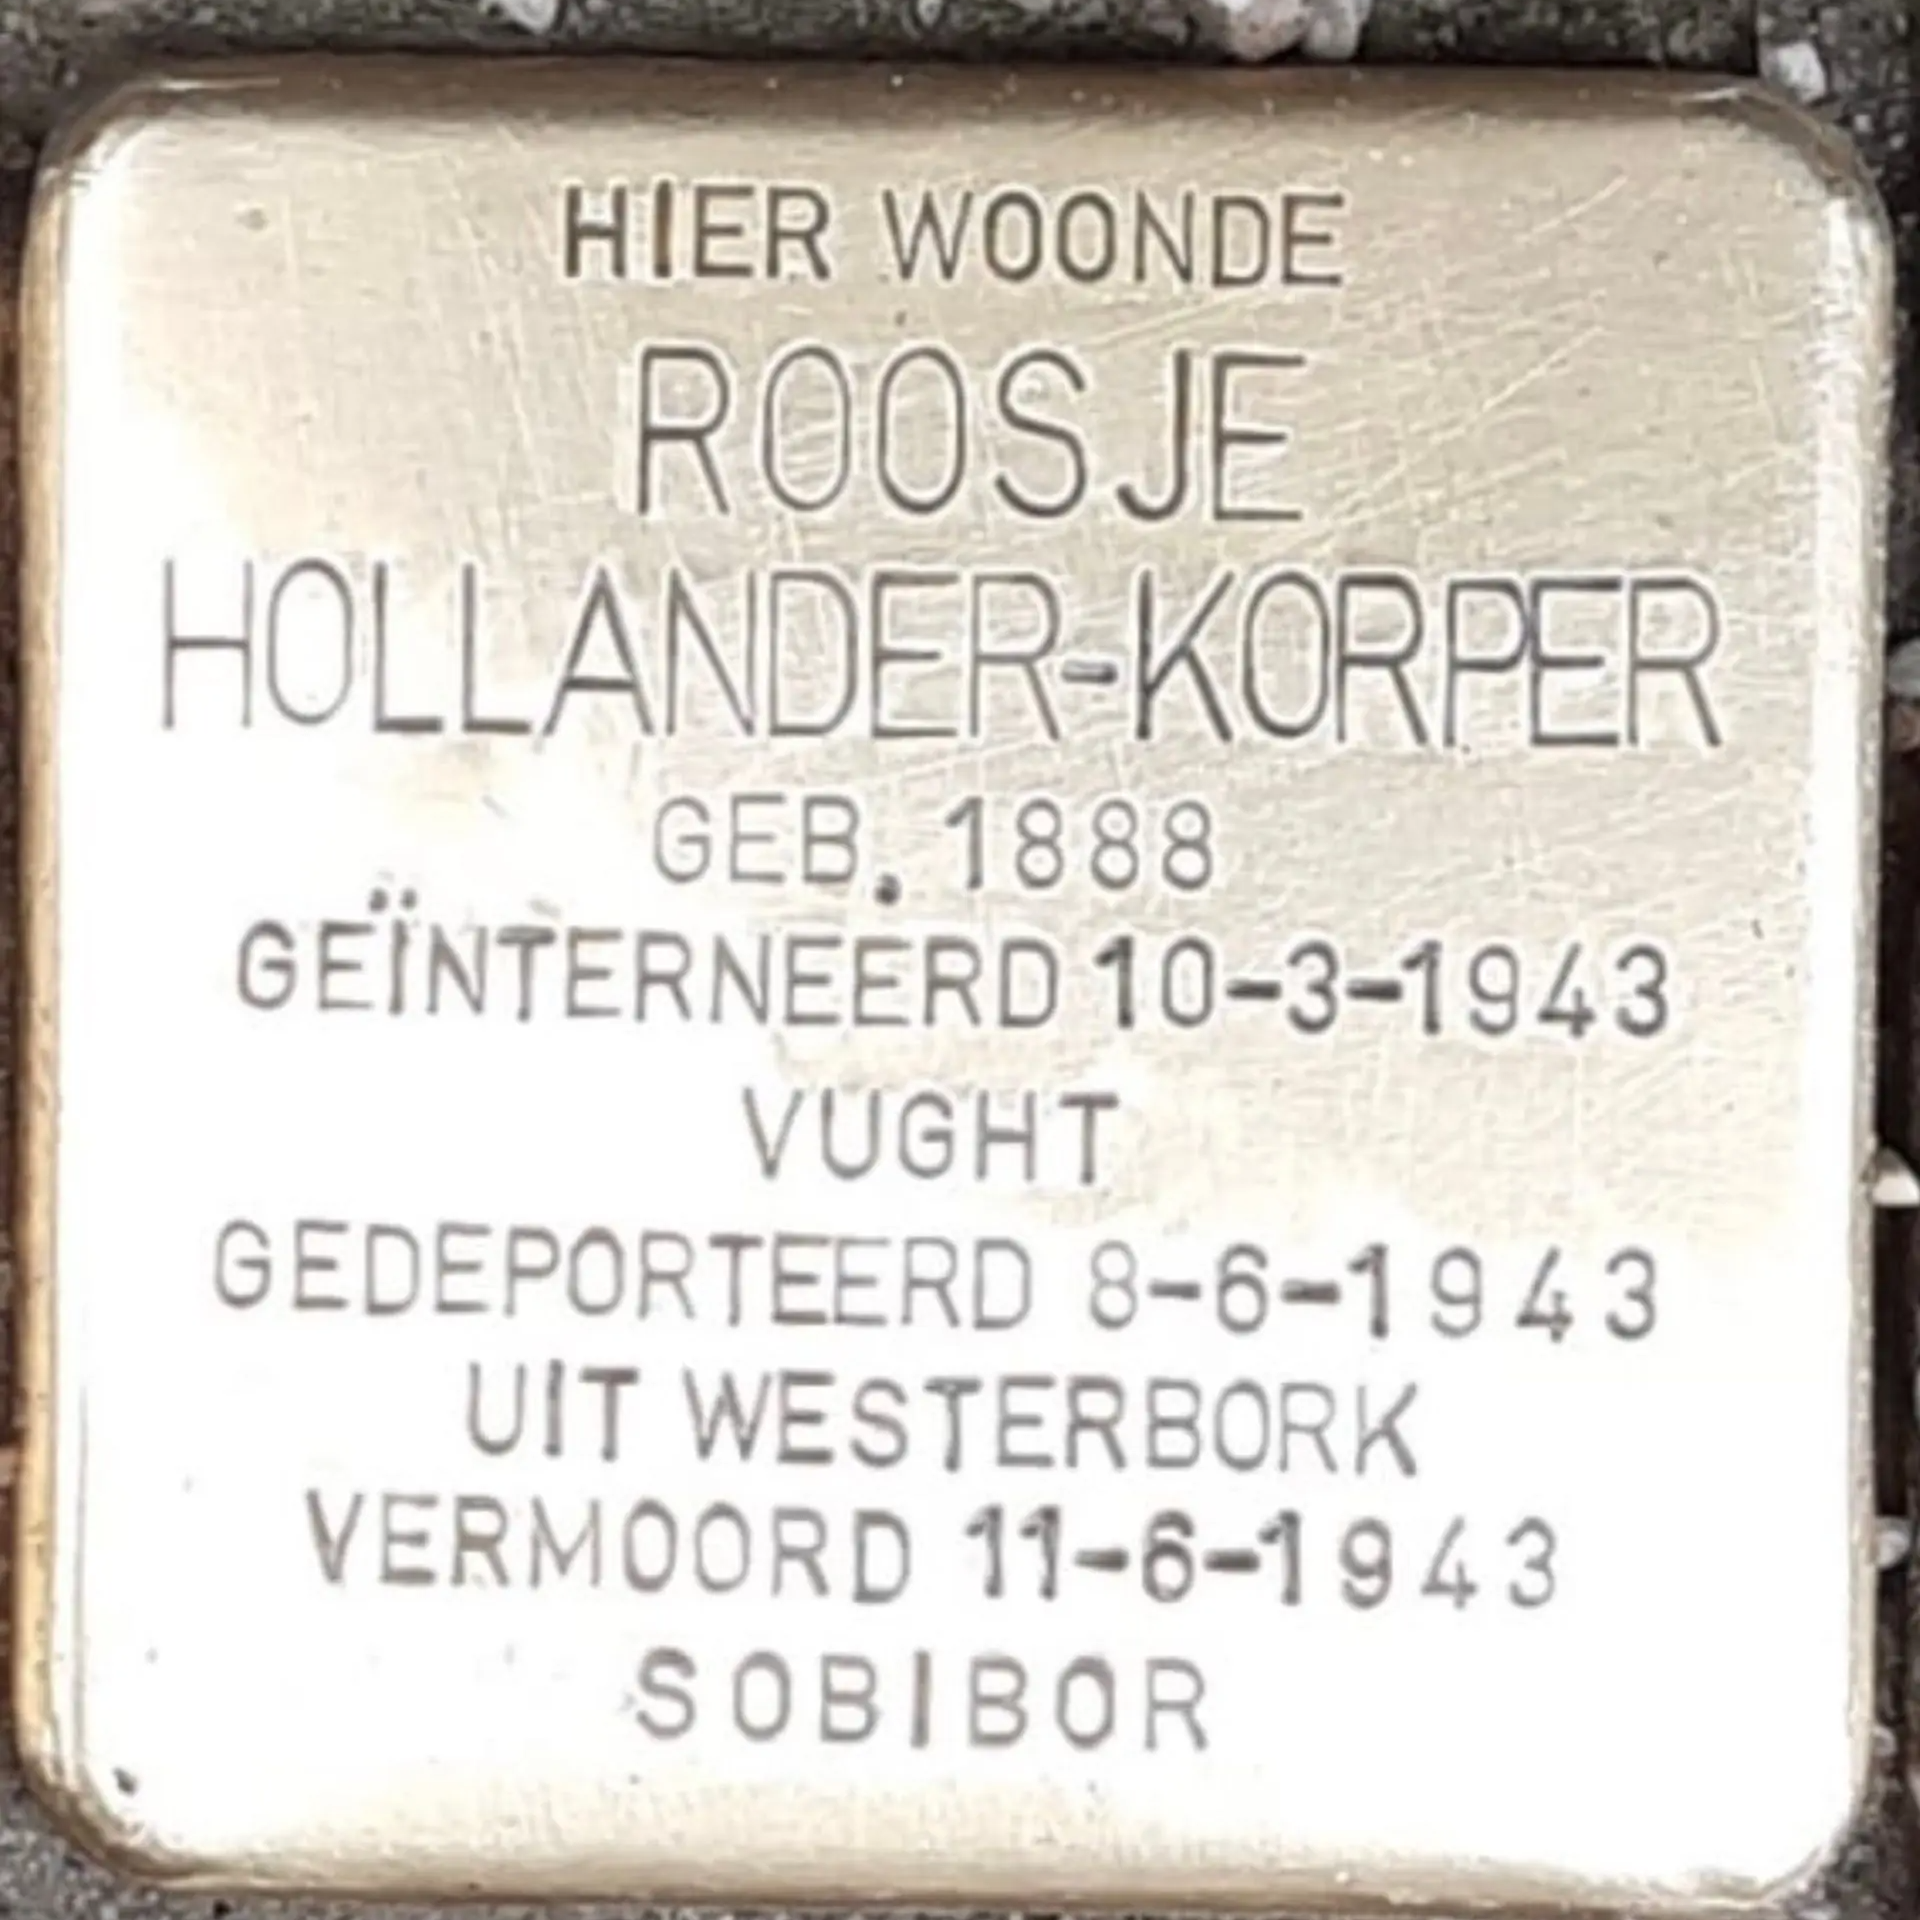 HIER WOONDE
ROOSJE
HOLLANDER-KORPER
GEB. 1888
GEÏNTERNEERD 10-3-1943
VUGHT
GEDEPORTEERD 8-6-1943
UIT WESTERBORK
VERMOORD 11-6-1943
SOBIBOR